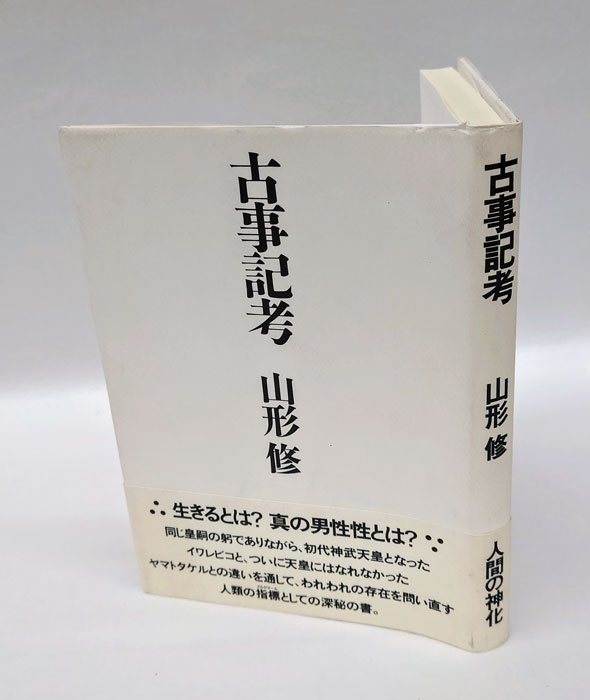 古事記考
山形修
∴生きるとは？真の男性性とは？∵
同じ皇嗣の躬でありながら、初代神武天皇となった
イワレビコと、ついに天皇にはなれなかった
ヤマトタケルとの違いを通して、われわれの存在を問い直す
人類の指標としての深秘の書。
古事記考
山形修
人間の神化